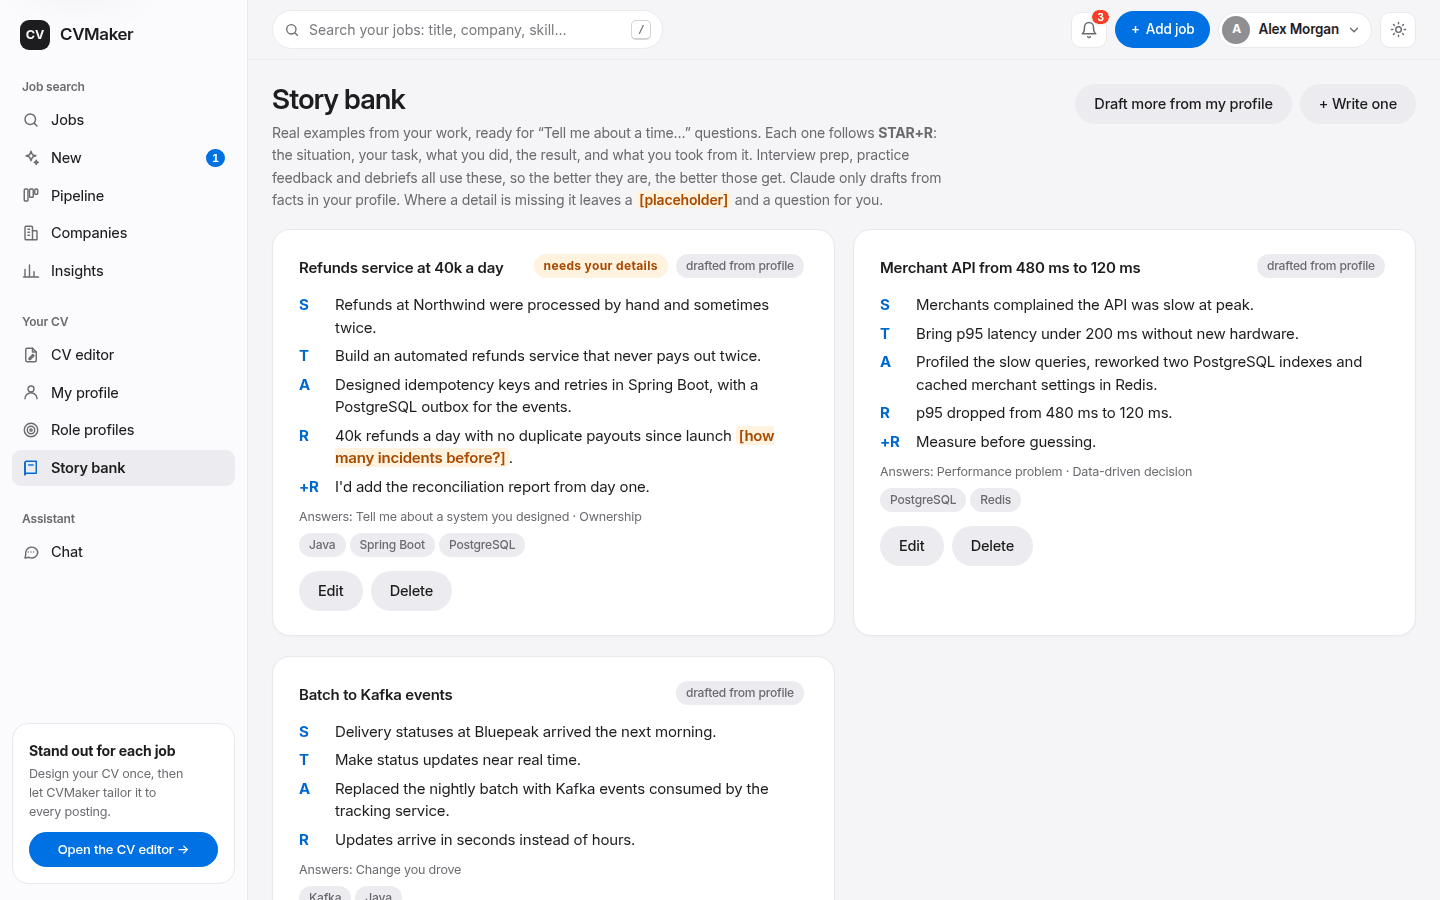 CV CVMaker
Job search
Jobs
New 1
Pipeline
Companies
Insights
Your CV
CV editor
My profile
Role profiles
Story bank
Assistant
Chat
Stand out for each job
Design your CV once, then
let CVMaker tailor it to
every posting.
Open the CV editor →
Search your jobs: title, company, skill... /
3
+ Add job
A Alex Morgan
Story bank
Draft more from my profile
+ Write one
Real examples from your work, ready for “Tell me about a time...” questions. Each one follows STAR+R:
the situation, your task, what you did, the result, and what you took from it. Interview prep, practice
feedback and debriefs all use these, so the better they are, the better those get. Claude only drafts from
facts in your profile. Where a detail is missing it leaves a [placeholder] and a question for you.
Refunds service at 40k a day needs your details drafted from profile
S Refunds at Northwind were processed by hand and sometimes
twice.
T Build an automated refunds service that never pays out twice.
A Designed idempotency keys and retries in Spring Boot, with a
PostgreSQL outbox for the events.
R 40k refunds a day with no duplicate payouts since launch [how
many incidents before?] .
+R I'd add the reconciliation report from day one.
Answers: Tell me about a system you designed · Ownership
Java Spring Boot PostgreSQL
Edit Delete
Merchant API from 480 ms to 120 ms drafted from profile
S Merchants complained the API was slow at peak.
T Bring p95 latency under 200 ms without new hardware.
A Profiled the slow queries, reworked two PostgreSQL indexes and
cached merchant settings in Redis.
R p95 dropped from 480 ms to 120 ms.
+R Measure before guessing.
Answers: Performance problem · Data-driven decision
PostgreSQL Redis
Edit Delete
Batch to Kafka events drafted from profile
S Delivery statuses at Bluepeak arrived the next morning.
T Make status updates near real time.
A Replaced the nightly batch with Kafka events consumed by the
tracking service.
R Updates arrive in seconds instead of hours.
Answers: Change you drove
Kafka Java